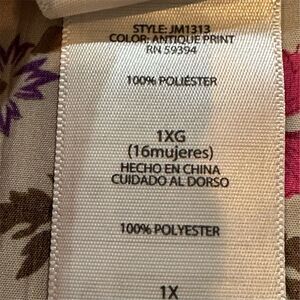 STYLE: JM1313
COLOR: ANTIQUE PRINT
RN 59394
100% POLIÉSTER
1XG
(16mujeres)
HECHO EN CHINA
CUIDADO AL DORSO
100% POLYESTER
1X